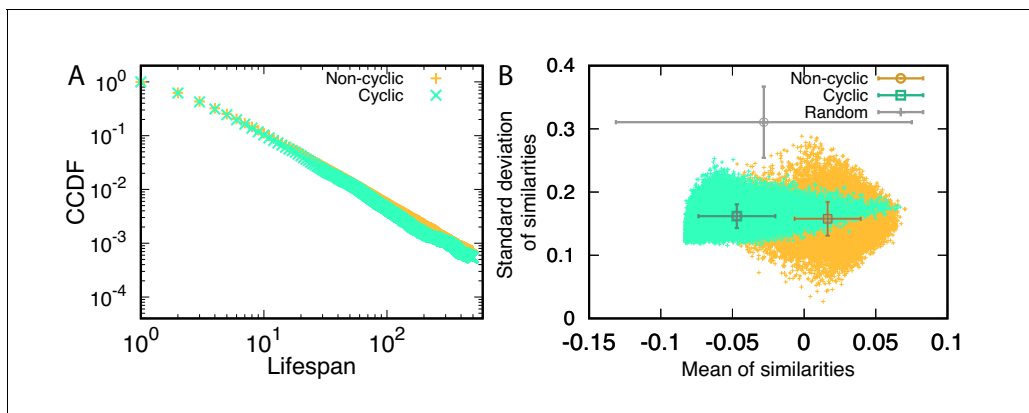 A
Non-cyclic
Cyclic
CCDF
10^0
10^-1
10^-2
10^-3
10^-4
10^0 10^1 10^2
Lifespan
B
Non-cyclic
Cyclic
Random
Standard deviation
of similarities
0.4
0.3
0.2
0.1
0
-0.15 -0.1 -0.05 0 0.05 0.1
Mean of similarities